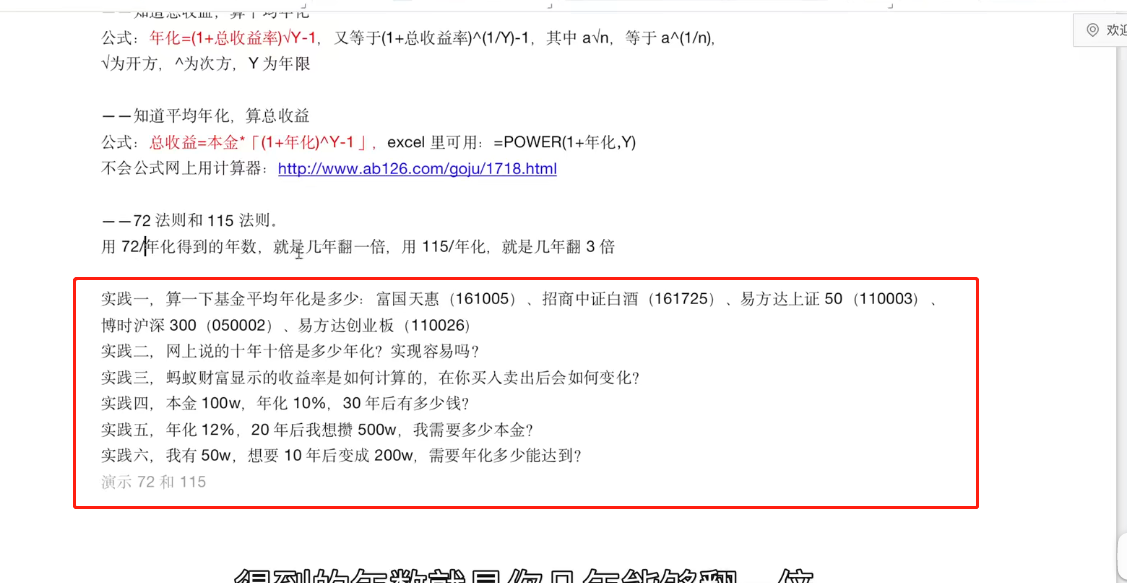 ——知道总收益，算平均年化
公式：年化=(1+总收益率)√Y-1，又等于(1+总收益率)^(1/Y)-1，其中 a√n，等于 a^(1/n),
√为开方，^为次方，Y 为年限
欢迎
——知道平均年化，算总收益
公式：总收益=本金*「(1+年化)^Y-1」，excel 里可用：=POWER(1+年化,Y)
不会公式网上用计算器：http://www.ab126.com/goju/1718.html
——72 法则和 115 法则。
用 72/年化得到的年数，就是几年翻一倍，用 115/年化，就是几年翻 3 倍
实践一，算一下基金平均年化是多少：富国天惠（161005）、招商中证白酒（161725）、易方达上证 50（110003）、
博时沪深 300（050002）、易方达创业板（110026）
实践二，网上说的十年十倍是多少年化？实现容易吗？
实践三，蚂蚁财富显示的收益率是如何计算的，在你买入卖出后会如何变化？
实践四，本金 100w，年化 10%，30 年后有多少钱？
实践五，年化 12%，20 年后我想攒 500w，我需要多少本金？
实践六，我有 50w，想要 10 年后变成 200w，需要年化多少能达到？
演示 72 和 115
得到的年数就是你几年能够翻一倍